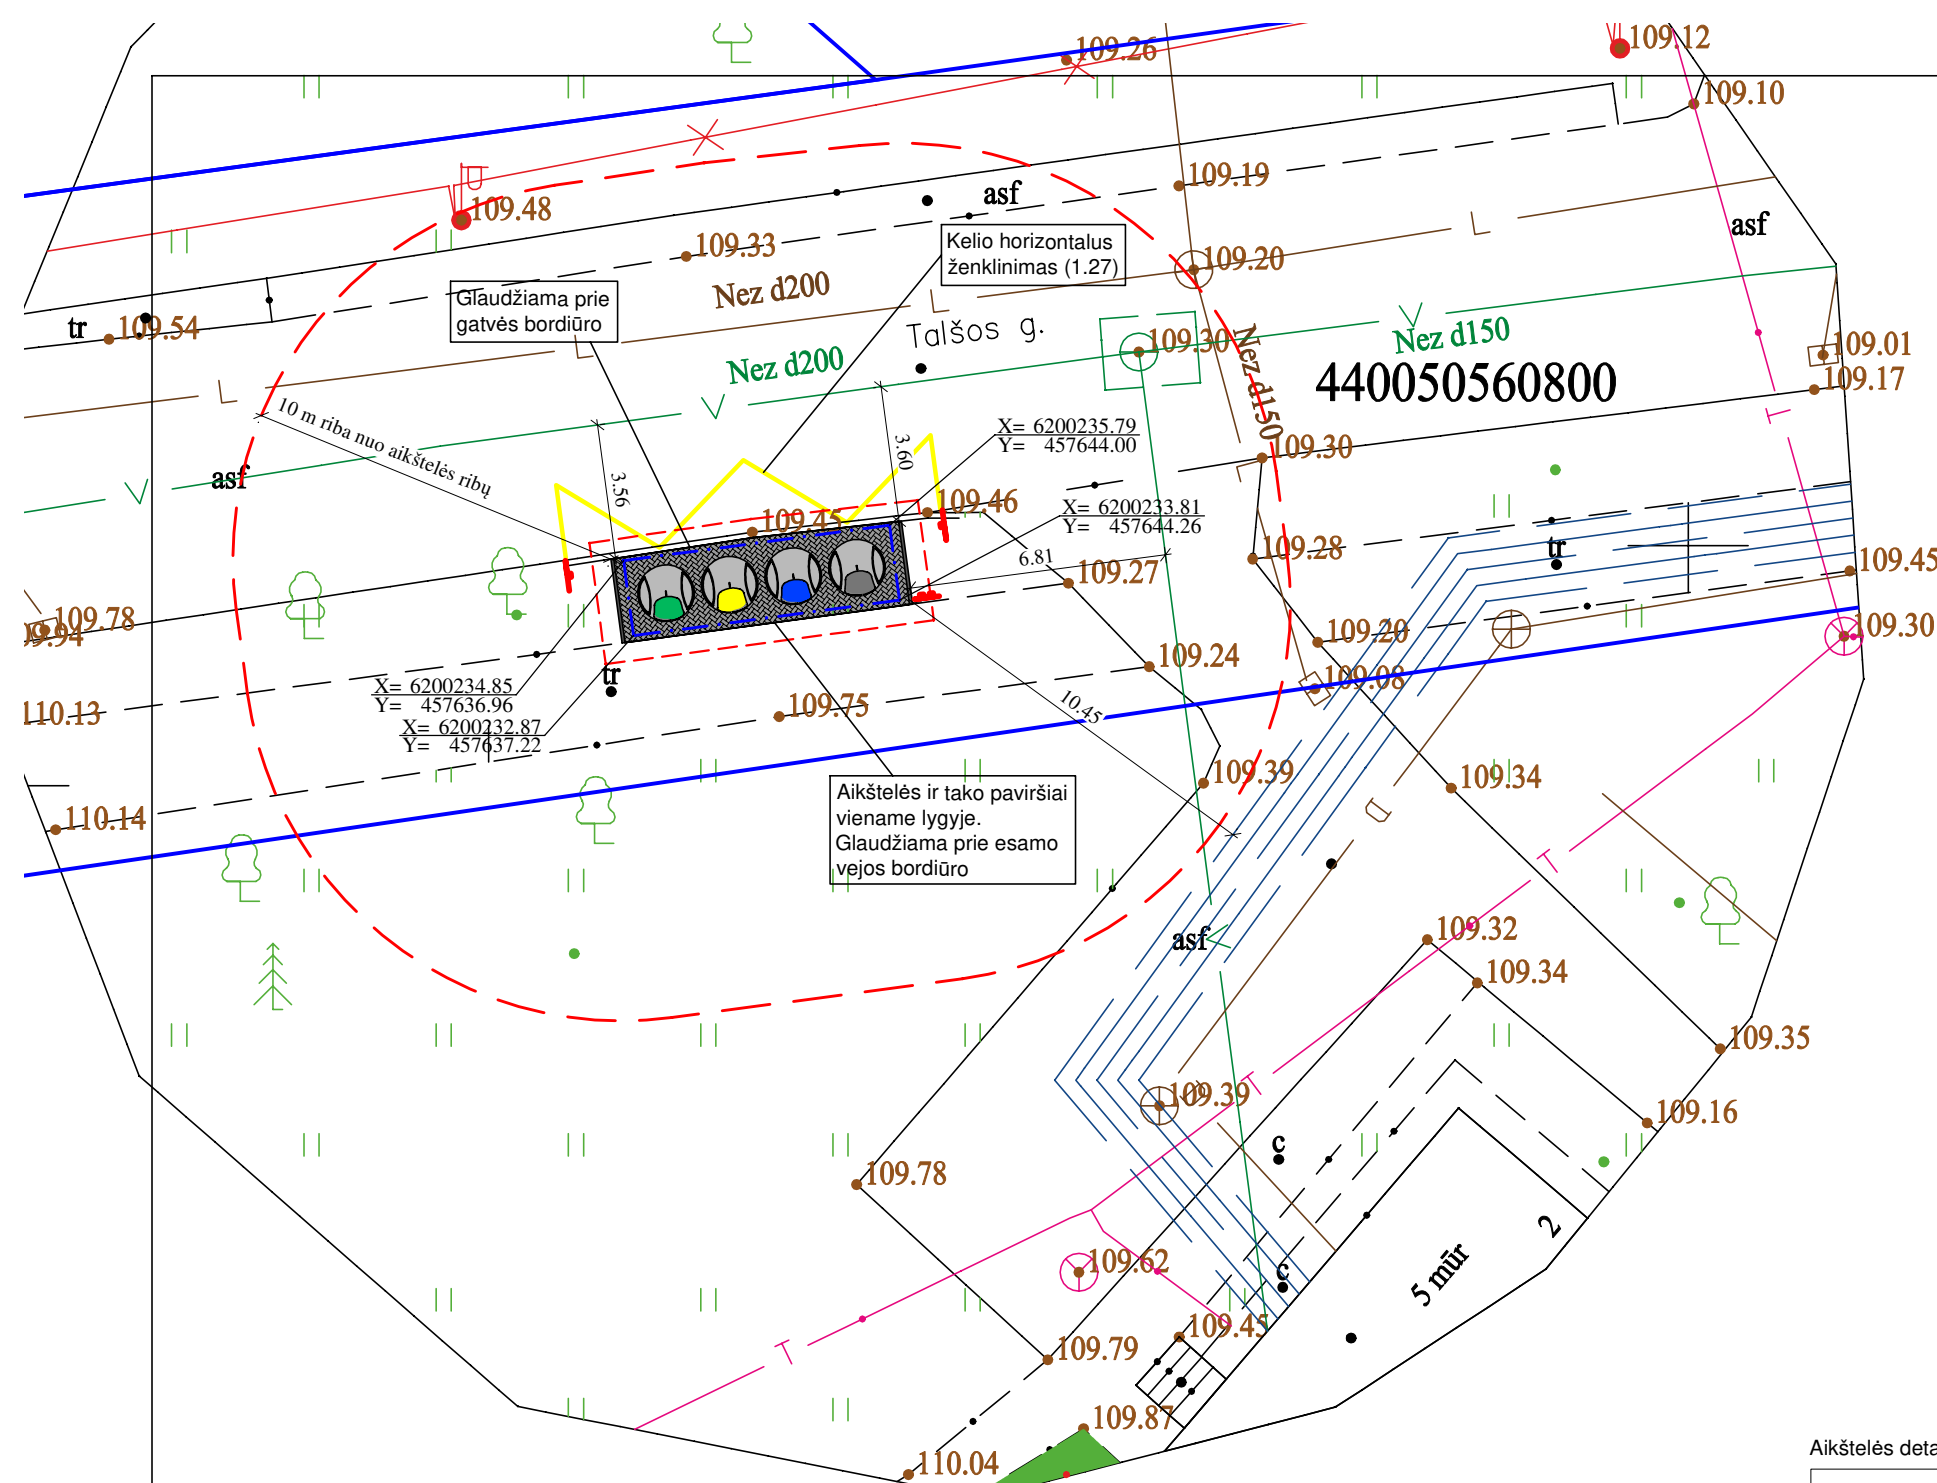 109.26
109.12
109.10
109.48
asf
109.19
109.33
Kelio horizontalus
ženklinimas (1.27)
asf
109.20
Glaudžiama prie
gatvės bordiūro
Nez d200
tr
109.54
Talšos g.
Nez d200
109.30
Nez d150
Nez d150
109.01
109.17
440050560800
10 m riba nuo aikštelės ribų
asf
3.56
3.60
X= 6200235.79
Y= 457644.00
109.30
109.45
109.46
X= 6200233.81
Y= 457644.26
6.81
109.27
109.28
tr
109.45
109.78
109.94
109.20
109.30
109.24
109.08
tr
X= 6200234.85
Y= 457636.96
X= 6200232.87
Y= 457637.22
110.13
109.75
10.45
109.39
109.34
Aikštelės ir tako paviršiai
viename lygyje.
Glaudžiama prie esamo
vejos bordiūro
110.14
asf
109.32
109.34
109.35
109.39
109.16
c
109.78
109.62
c
5 mūr
2
109.45
109.79
109.87
110.04
Aikštelės deta